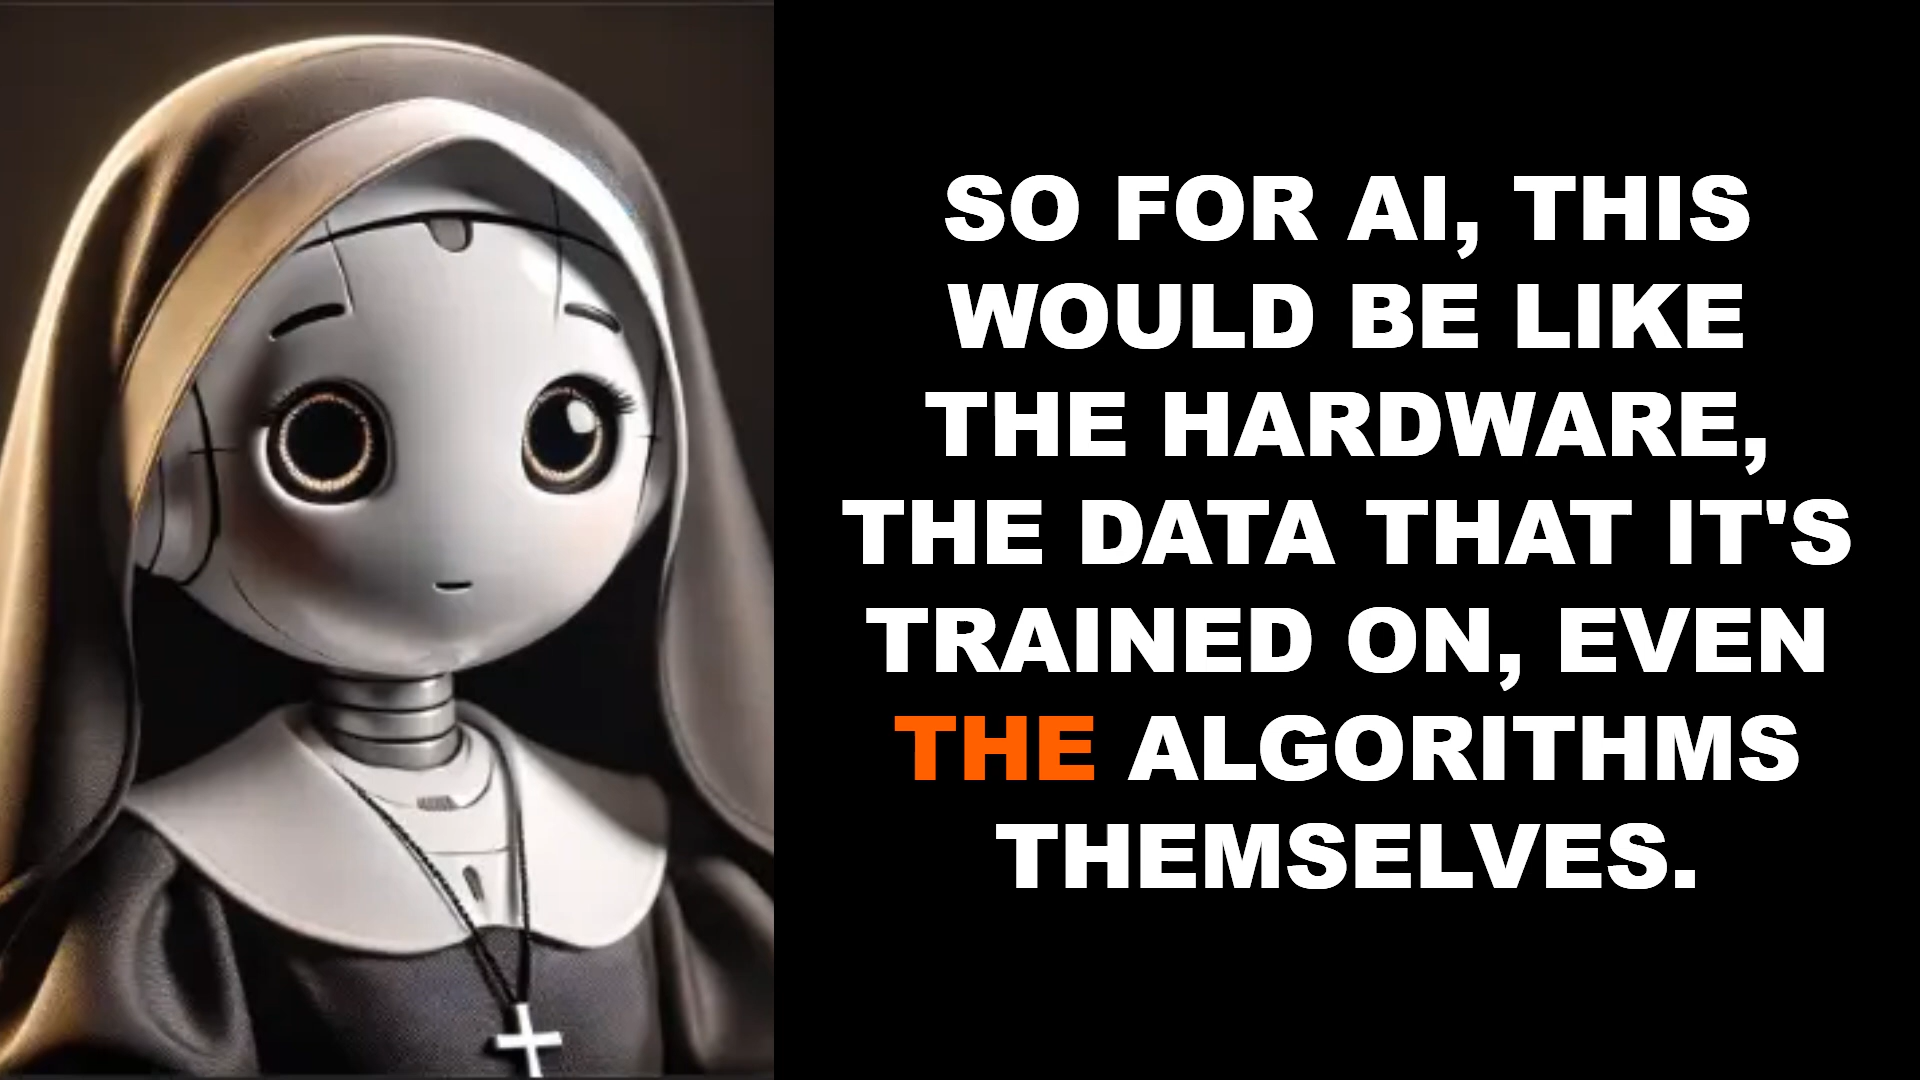 SO FOR AI, THIS
WOULD BE LIKE
THE HARDWARE,
THE DATA THAT IT'S
TRAINED ON, EVEN
THE ALGORITHMS
THEMSELVES.